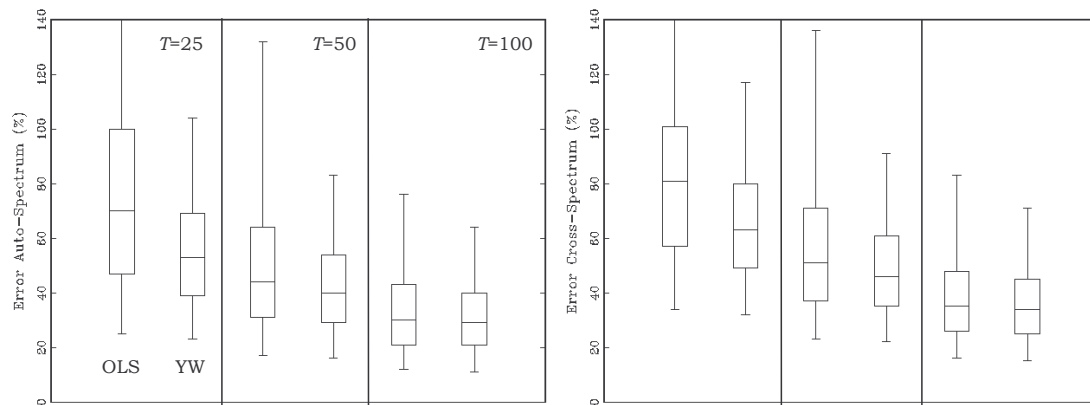 Error Auto-Spectrum (%)
0 20 40 60 80 100 120 140
T=25 T=50 T=100
OLS YW
Error Cross-Spectrum (%)
0 20 40 60 80 100 120 140